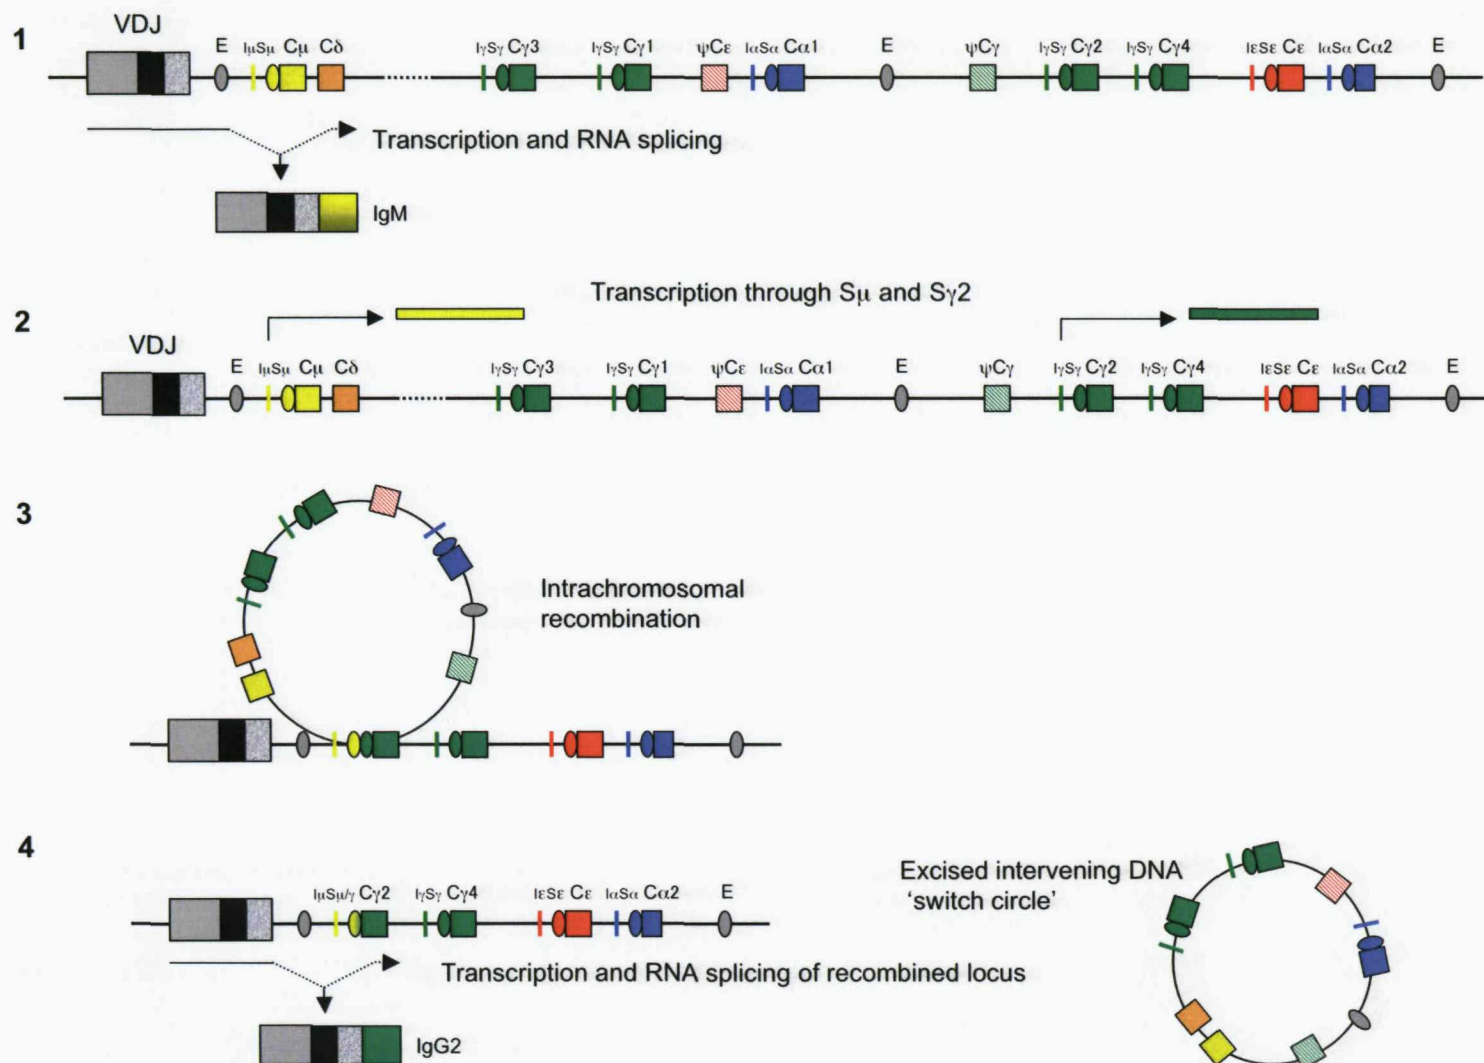 1
VDJ
E IμSμ Cμ Cδ IγSγ Cγ3 IγSγ Cγ1 ψCε IαSα Cα1 E ψCγ IγSγ Cγ2 IγSγ Cγ4 IεSε Cε IαSα Cα2 E
Transcription and RNA splicing
IgM
Transcription through Sμ and Sγ2
2
VDJ
E IμSμ Cμ Cδ IγSγ Cγ3 IγSγ Cγ1 ψCε IαSα Cα1 E ψCγ IγSγ Cγ2 IγSγ Cγ4 IεSε Cε IαSα Cα2 E
3
Intrachromosomal
recombination
4
Excised intervening DNA
‘switch circle’
IμSμ/γ Cγ2 IγSγ Cγ4 IεSε Cε IαSα Cα2 E
Transcription and RNA splicing of recombined locus
IgG2